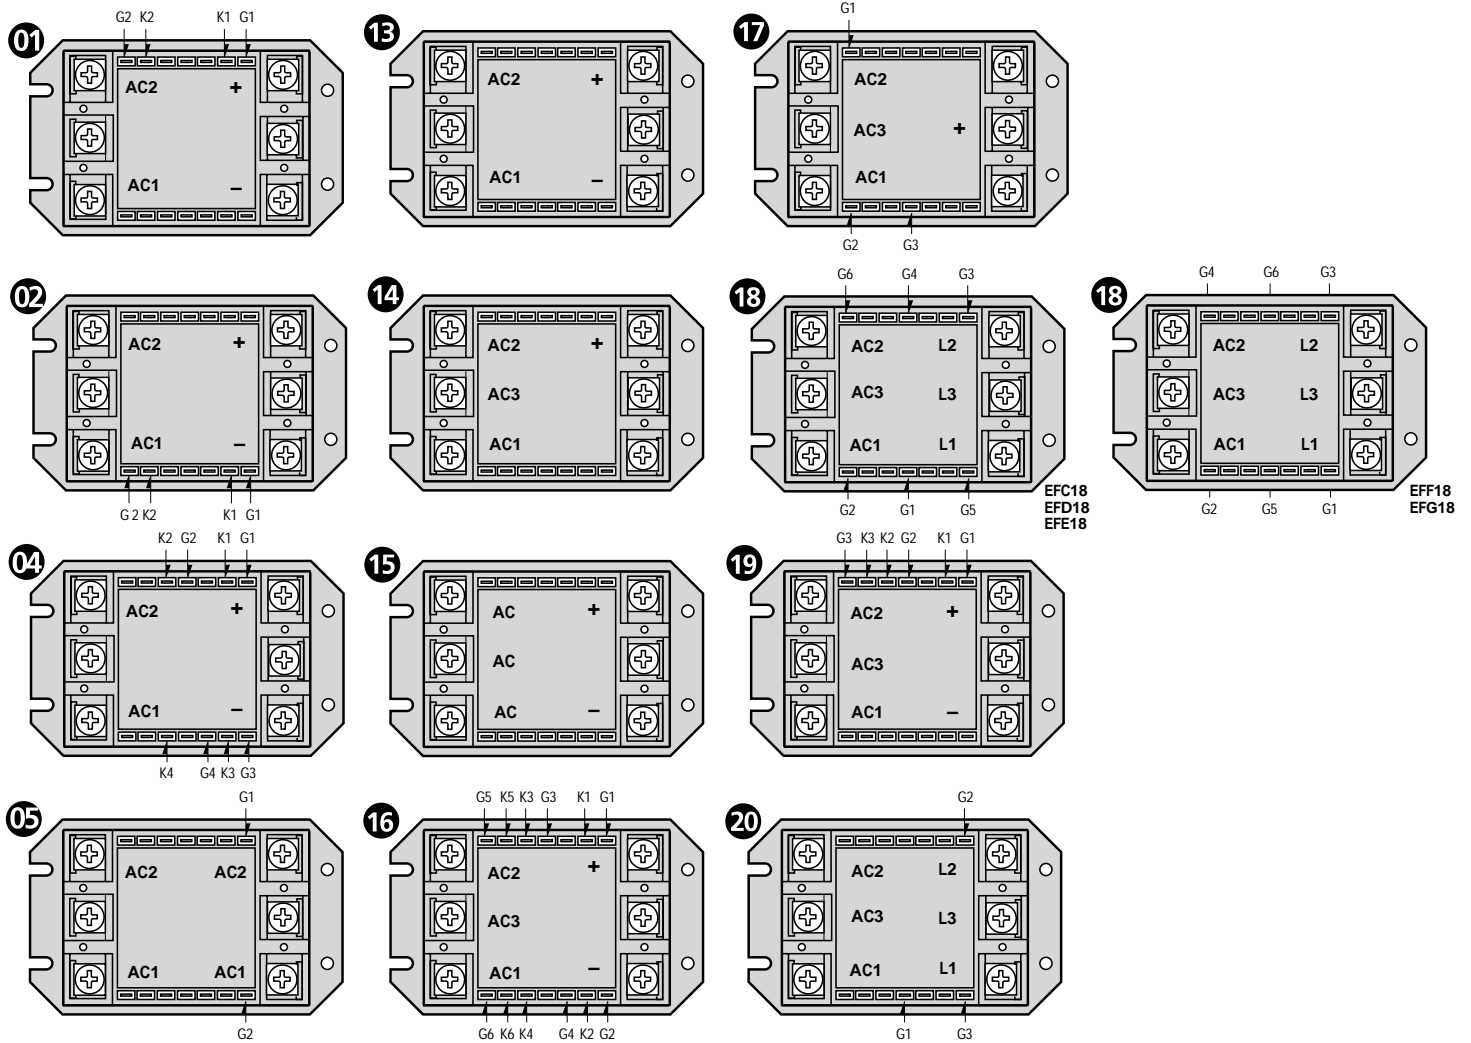 01
G2 K2 K1 G1
AC2 +
AC1 –
13
AC2 +
AC1 –
17
G1
AC2
AC3 +
AC1
G2 G3
02
AC2 +
AC1 –
G 2 K2 K1 G1
14
AC2 +
AC3
AC1
18
G6 G4 G3
AC2 L2
AC3 L3
AC1 L1
G2 G1 G5
EFC18
EFD18
EFE18
18
G4 G6 G3
AC2 L2
AC3 L3
AC1 L1
G2 G5 G1
EFF18
EFG18
04
K2 G2 K1 G1
AC2 +
AC1 –
K4 G4 K3 G3
15
AC +
AC
AC –
19
G3 K3 K2 G2 K1 G1
AC2 +
AC3
AC1 –
05
G1
AC2 AC2
AC1 AC1
G2
16
G5 K5 K3 G3 K1 G1
AC2 +
AC3
AC1 –
G6 K6 K4 G4 K2 G2
20
G2
AC2 L2
AC3 L3
AC1 L1
G1 G3